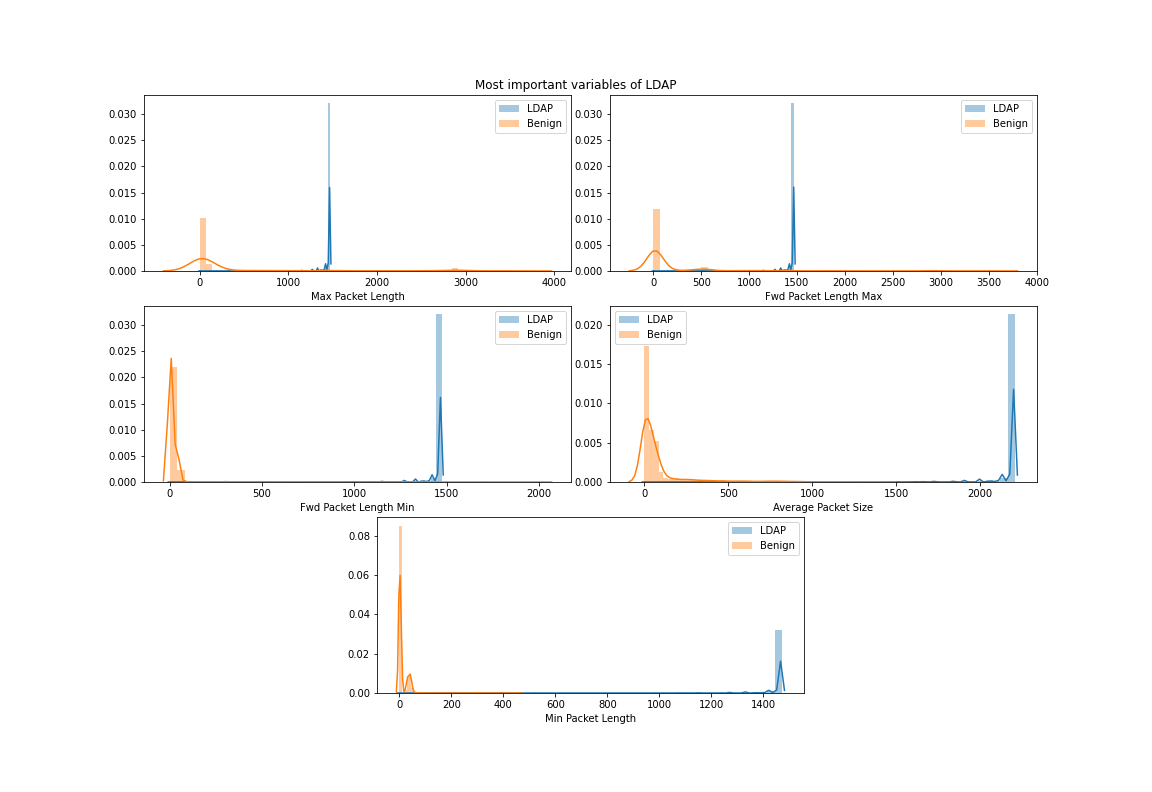 Most important variables of LDAP
LDAP
Benign
0.030
0.025
0.020
0.015
0.010
0.005
0.000
0 1000 2000 3000 4000
Max Packet Length
LDAP
Benign
0.030
0.025
0.020
0.015
0.010
0.005
0.000
0 500 1000 1500 2000 2500 3000 3500 4000
Fwd Packet Length Max
LDAP
Benign
0.030
0.025
0.020
0.015
0.010
0.005
0.000
0 500 1000 1500 2000
Fwd Packet Length Min
LDAP
Benign
0.020
0.015
0.010
0.005
0.000
0 500 1000 1500 2000
Average Packet Size
LDAP
Benign
0.08
0.06
0.04
0.02
0.00
0 200 400 600 800 1000 1200 1400
Min Packet Length